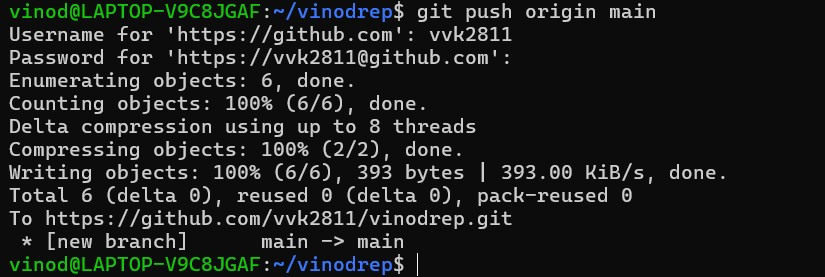 vinod@LAPTOP-V9C8JGAF:~/vinodrep$ git push origin main
Username for 'https://github.com': vvk2811
Password for 'https://vvk2811@github.com':
Enumerating objects: 6, done.
Counting objects: 100% (6/6), done.
Delta compression using up to 8 threads
Compressing objects: 100% (2/2), done.
Writing objects: 100% (6/6), 393 bytes | 393.00 KiB/s, done.
Total 6 (delta 0), reused 0 (delta 0), pack-reused 0
To https://github.com/vvk2811/vinodrep.git
 * [new branch]      main -> main
vinod@LAPTOP-V9C8JGAF:~/vinodrep$